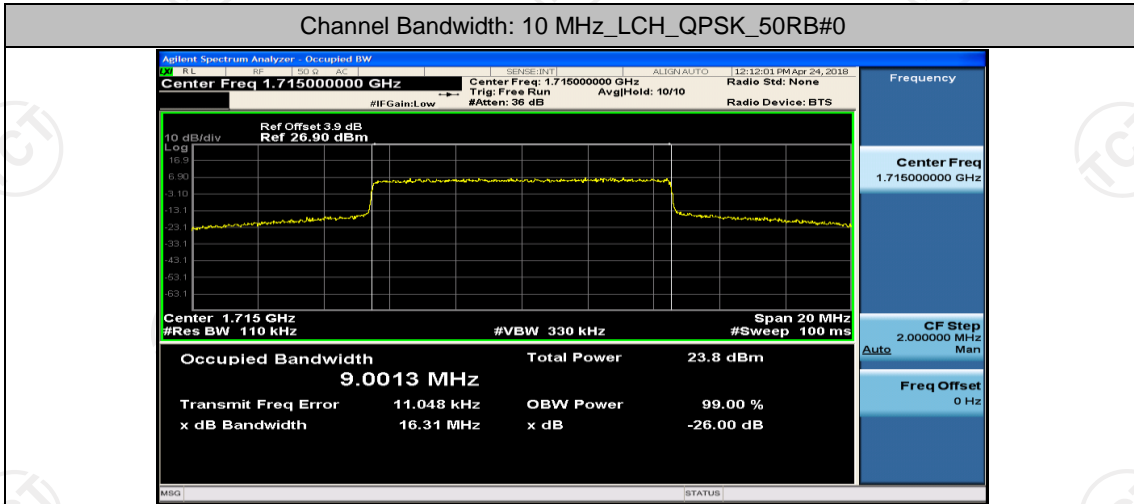 Channel Bandwidth: 10 MHz_LCH_QPSK_50RB#0
Agilent Spectrum Analyzer - Occupied BW
LXI RL RF 50 Ω AC SENSE:INT ALIGN AUTO 12:12:01 PM Apr 24, 2018
Center Freq 1.715000000 GHz
Center Freq: 1.715000000 GHz
Radio Std: None
Trig: Free Run Avg|Hold: 10/10
#IFGain:Low
#Atten: 36 dB
Radio Device: BTS
Ref Offset 3.9 dB
10 dB/div Ref 26.90 dBm
Log
16.9
6.90
-3.10
-13.1
-23.1
-33.1
-43.1
-53.1
-63.1
Center 1.715 GHz Span 20 MHz
#Res BW 110 kHz #VBW 330 kHz #Sweep 100 ms
Occupied Bandwidth Total Power 23.8 dBm
9.0013 MHz
Transmit Freq Error 11.048 kHz OBW Power 99.00 %
x dB Bandwidth 16.31 MHz x dB -26.00 dB
MSG STATUS
Frequency
Center Freq
1.715000000 GHz
CF Step
2.000000 MHz
Auto Man
Freq Offset
0 Hz
TCT
TCT